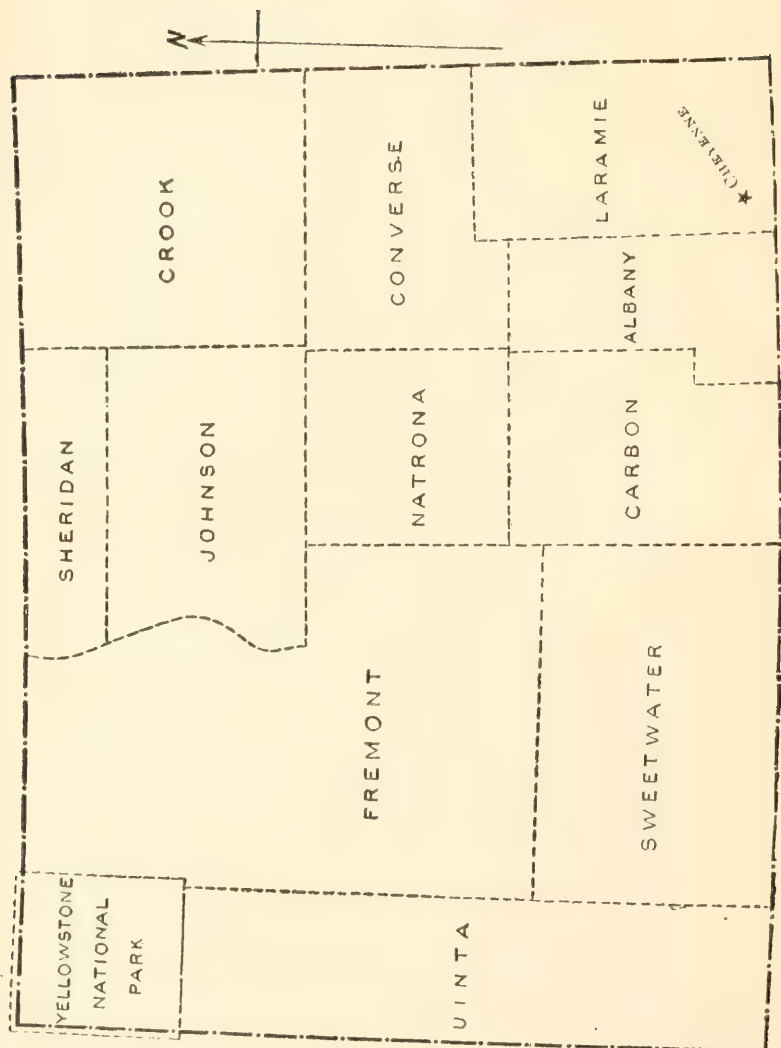 N
YELLOWSTONE
NATIONAL
PARK
SHERIDAN
JOHNSON
CROOK
FREMONT
NATRONA
CONVERSE
UINTA
SWEETWATER
CARBON
ALBANY
LARAMIE
CHEYENNE